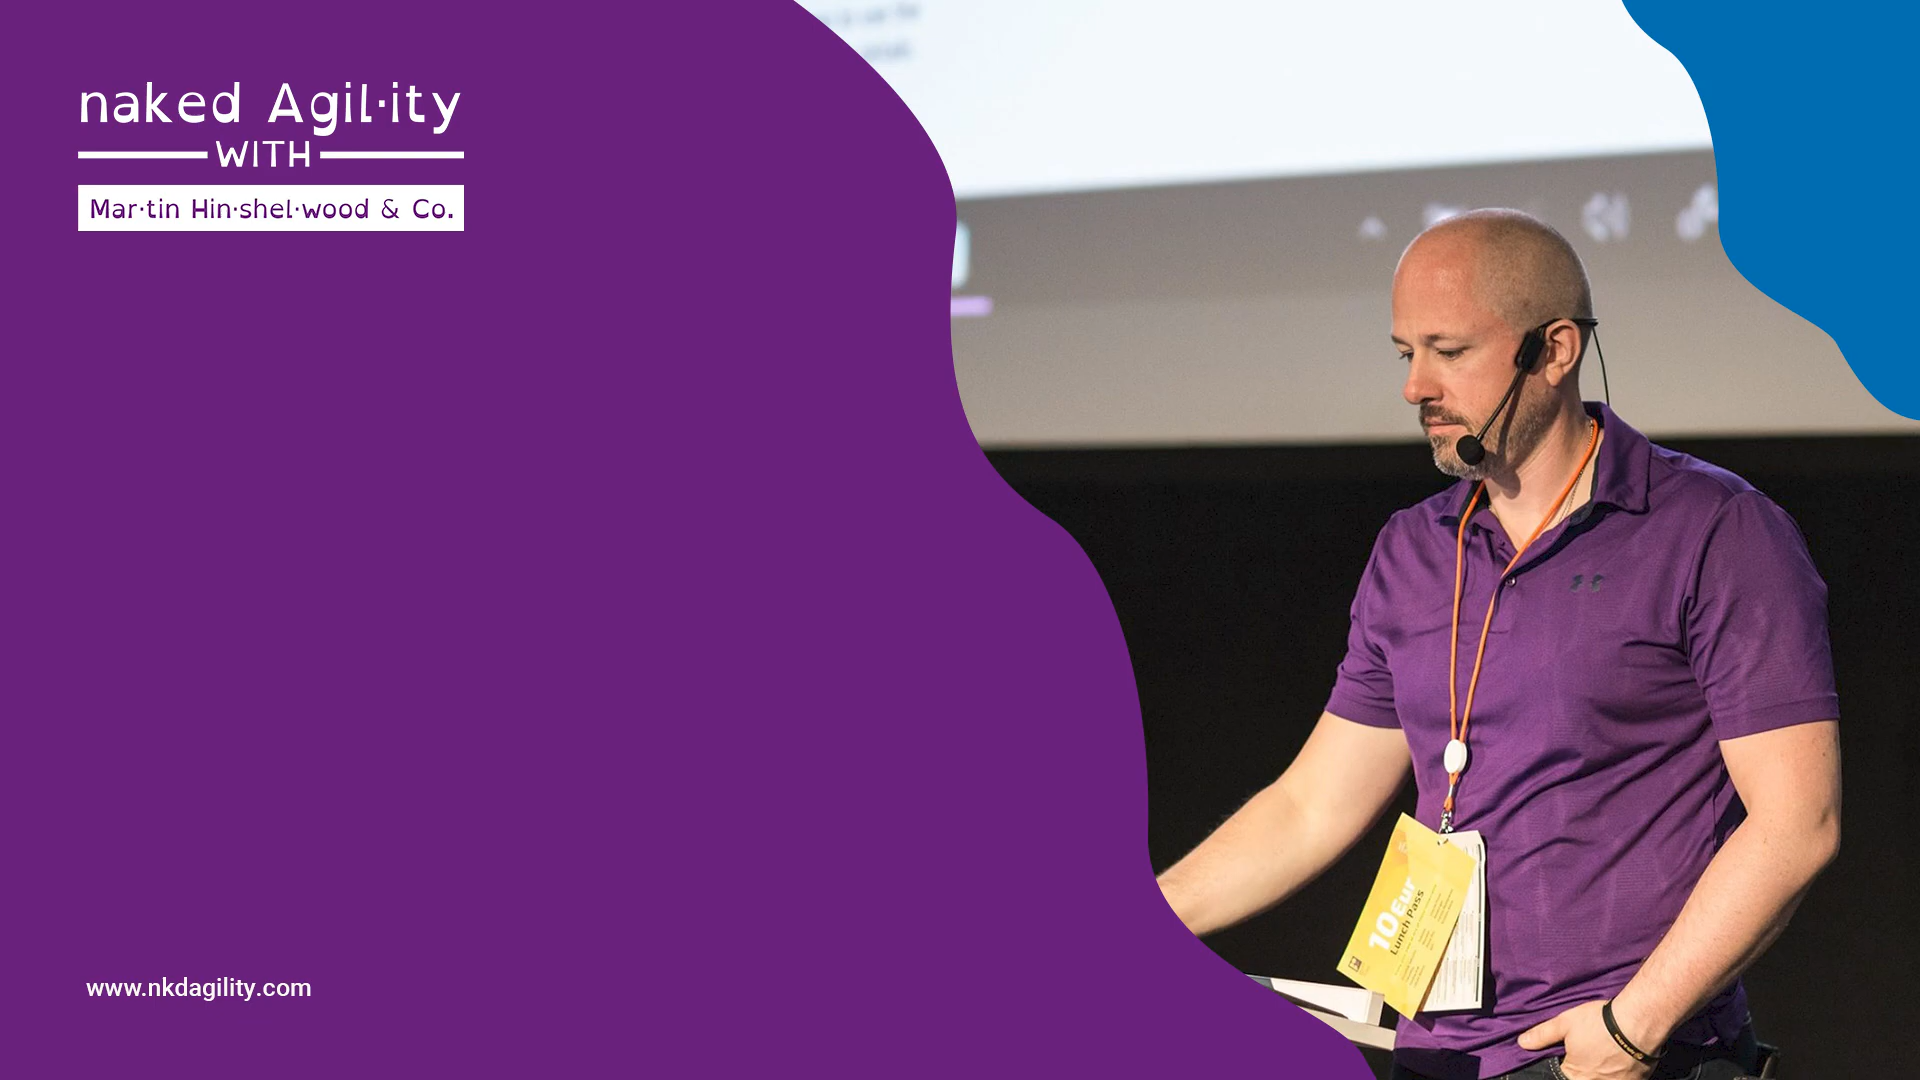 naked Agil·ity
WITH
Mar·tin Hin·shel·wood & Co.
10Eur
Lunch Pass
www.nkdagility.com